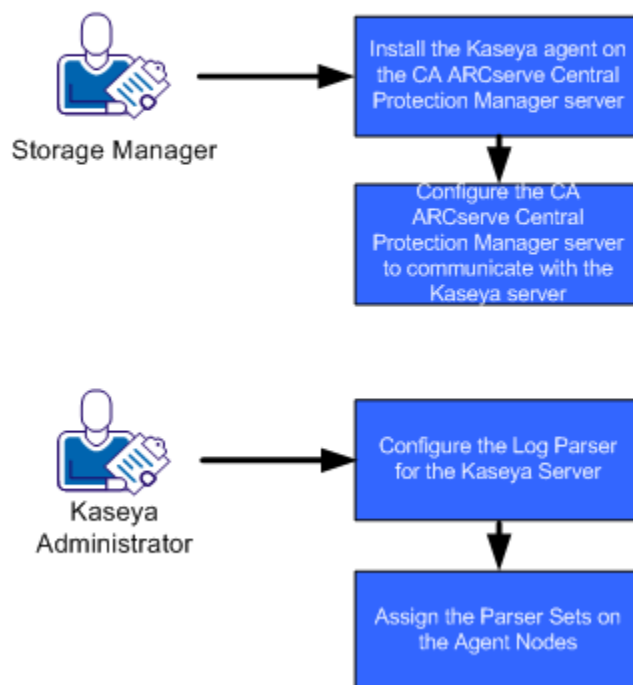 Storage Manager
Install the Kaseya agent on
the CA ARCserve Central
Protection Manager server
Configure the CA
ARCserve Central
Protection Manager server
to communicate with the
Kaseya server
Kaseya
Administrator
Configure the Log Parser
for the Kaseya Server
Assign the Parser Sets on
the Agent Nodes